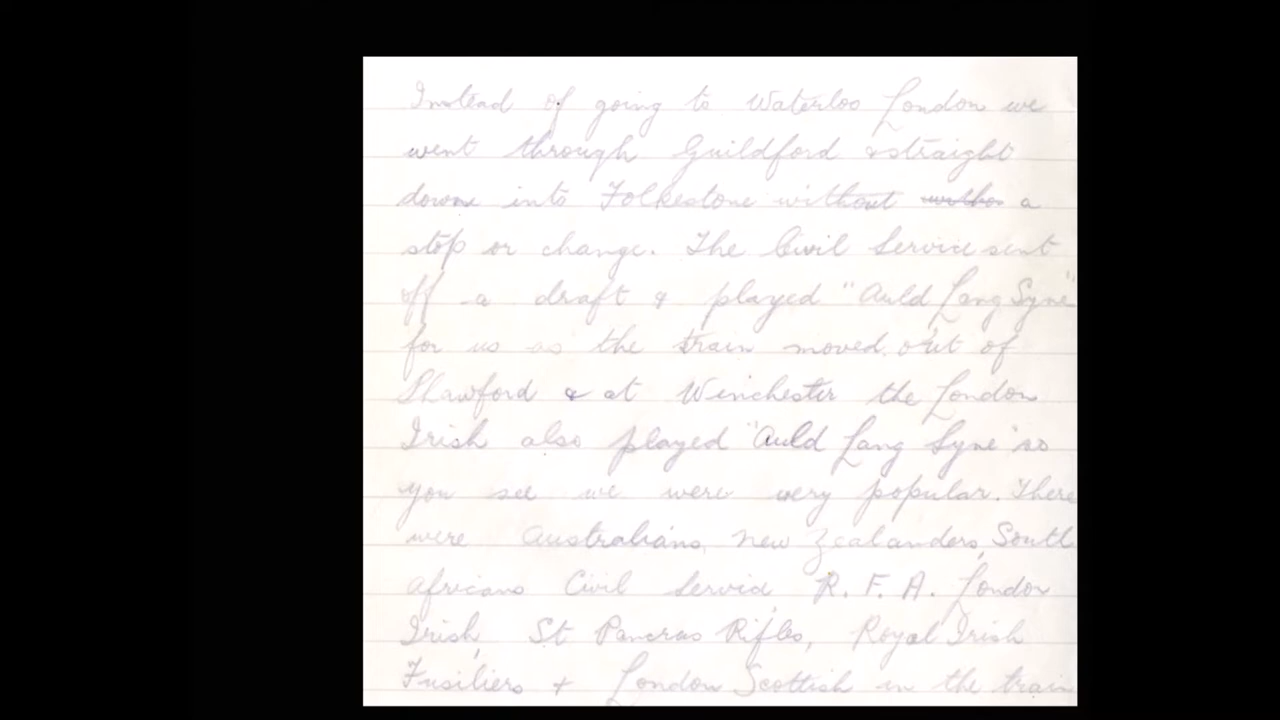 Instead of going to Waterloo London we
went through Guildford & straight
down into Folkestone without witho a
stop or change. The Civil Service sent
off a draft & played "Auld Lang Syne"
for us as the train moved out of
Shawford & at Winchester the London
Irish also played "Auld Lang Syne" so
you see we were very popular. There
were Australians, New Zealanders, South
Africans Civil Service R. F. A. London
Irish, St Pancras Rifles, Royal Irish
Fusiliers + London Scottish in the train